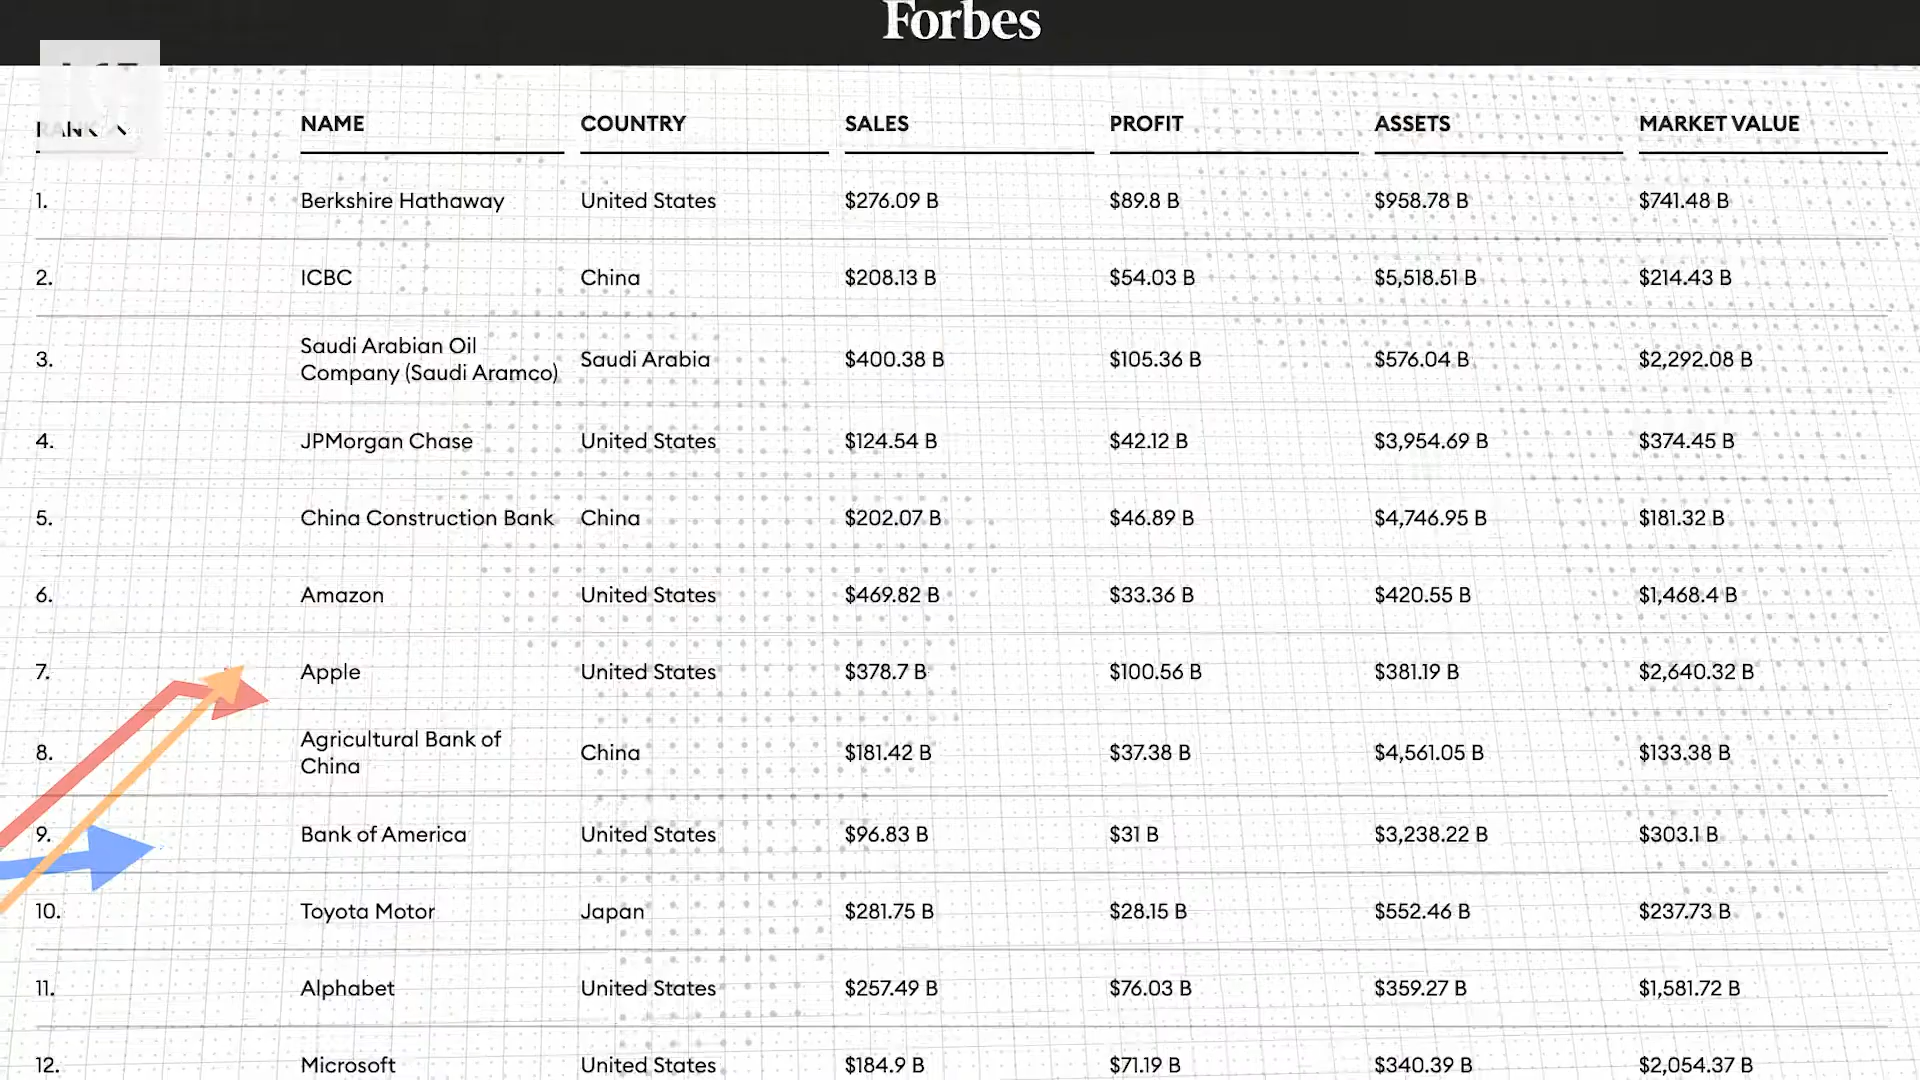 Forbes
RANK NAME COUNTRY SALES PROFIT ASSETS MARKET VALUE
1. Berkshire Hathaway United States $276.09 B $89.8 B $958.78 B $741.48 B
2. ICBC China $208.13 B $54.03 B $5,518.51 B $214.43 B
3. Saudi Arabian Oil
Company (Saudi Aramco) Saudi Arabia $400.38 B $105.36 B $576.04 B $2,292.08 B
4. JPMorgan Chase United States $124.54 B $42.12 B $3,954.69 B $374.45 B
5. China Construction Bank China $202.07 B $46.89 B $4,746.95 B $181.32 B
6. Amazon United States $469.82 B $33.36 B $420.55 B $1,468.4 B
7. Apple United States $378.7 B $100.56 B $381.19 B $2,640.32 B
8. Agricultural Bank of
China China $181.42 B $37.38 B $4,561.05 B $133.38 B
9. Bank of America United States $96.83 B $31 B $3,238.22 B $303.1 B
10. Toyota Motor Japan $281.75 B $28.15 B $552.46 B $237.73 B
11. Alphabet United States $257.49 B $76.03 B $359.27 B $1,581.72 B
12. Microsoft United States $184.9 B $71.19 B $340.39 B $2,054.37 B